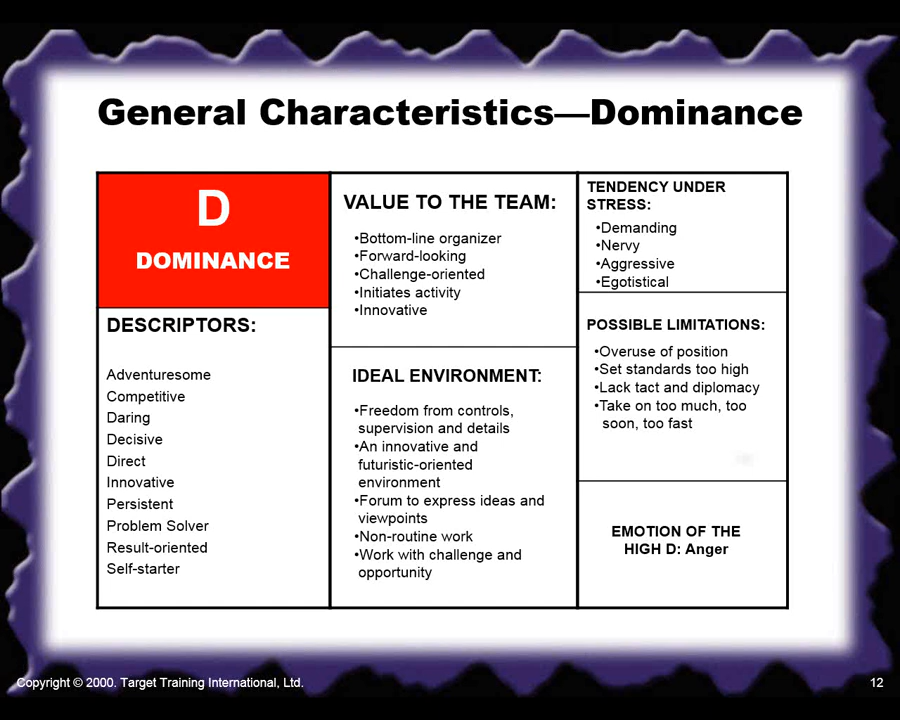 General Characteristics—Dominance
D
DOMINANCE
DESCRIPTORS:
Adventuresome
Competitive
Daring
Decisive
Direct
Innovative
Persistent
Problem Solver
Result-oriented
Self-starter
VALUE TO THE TEAM:
•Bottom-line organizer
•Forward-looking
•Challenge-oriented
•Initiates activity
•Innovative
IDEAL ENVIRONMENT:
•Freedom from controls,
supervision and details
•An innovative and
futuristic-oriented
environment
•Forum to express ideas and
viewpoints
•Non-routine work
•Work with challenge and
opportunity
TENDENCY UNDER
STRESS:
•Demanding
•Nervy
•Aggressive
•Egotistical
POSSIBLE LIMITATIONS:
•Overuse of position
•Set standards too high
•Lack tact and diplomacy
•Take on too much, too
soon, too fast
EMOTION OF THE
HIGH D: Anger
Copyright © 2000. Target Training International, Ltd.
12